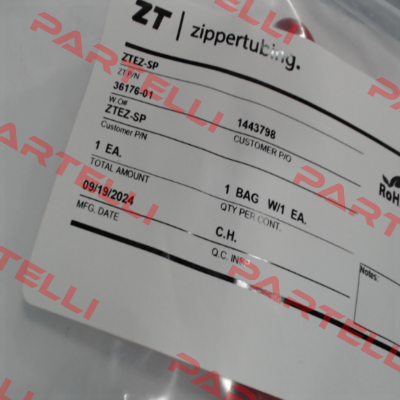 ZT | zippertubing.
ZTEZ-SP
ZT P/N
36176-01 1443798
W O# CUSTOMER P/O
ZTEZ-SP
Customer P/N
1 EA. 1 BAG W/1 EA.
TOTAL AMOUNT QTY PER CONT.
09/19/2024 C.H.
MFG. DATE Q.C. INSP
Notes:
RoH
PARTELLI
PARTELLI
PARTELLI
PARTELLI
PARTELLI